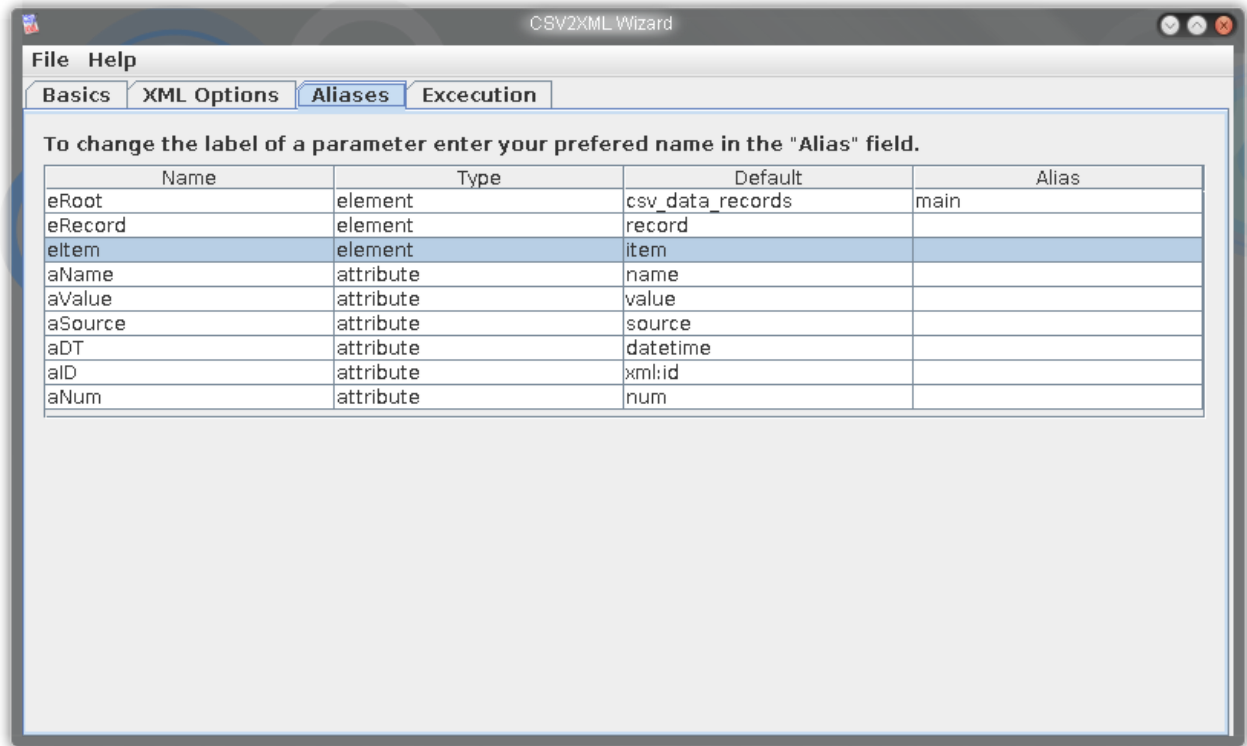 CSV2XML Wizard
File Help
Basics XML Options Aliases Excecution
To change the label of a parameter enter your prefered name in the "Alias" field.
Name Type Default Alias
eRoot element csv_data_records main
eRecord element record
eItem element item
aName attribute name
aValue attribute value
aSource attribute source
aDT attribute datetime
aID attribute xml:id
aNum attribute num